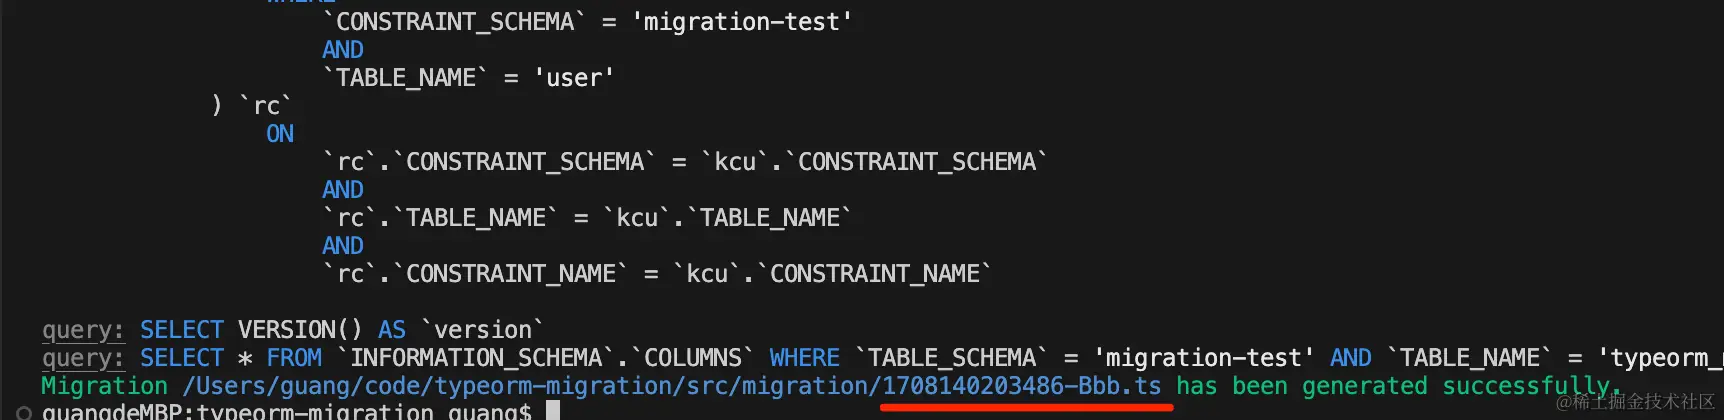 `CONSTRAINT_SCHEMA` = 'migration-test'
AND
`TABLE_NAME` = 'user'
) `rc`
ON
`rc`.`CONSTRAINT_SCHEMA` = `kcu`.`CONSTRAINT_SCHEMA`
AND
`rc`.`TABLE_NAME` = `kcu`.`TABLE_NAME`
AND
`rc`.`CONSTRAINT_NAME` = `kcu`.`CONSTRAINT_NAME`
query: SELECT VERSION() AS `version`
query: SELECT * FROM `INFORMATION_SCHEMA`.`COLUMNS` WHERE `TABLE_SCHEMA` = 'migration-test' AND `TABLE_NAME` = 'typeorm_
Migration /Users/guang/code/typeorm-migration/src/migration/1708140203486-Bbb.ts has been generated successfully.
guangdeMBP:typeorm-migration guang$
@稀土掘金技术社区